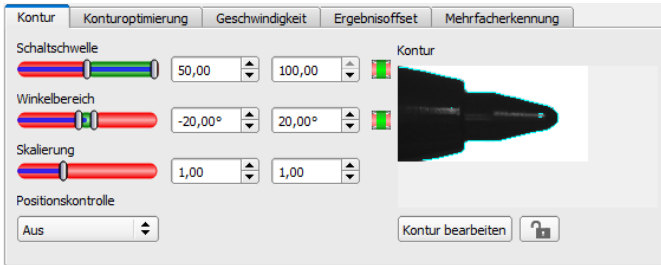 Kontur Konturoptimierung Geschwindigkeit Ergebnisoffset Mehrfacherkennung
Schaltschwelle
50,00 100,00
Kontur
Winkelbereich
-20,00° 20,00°
Skalierung
1,00 1,00
Positionskontrolle
Aus
Kontur bearbeiten